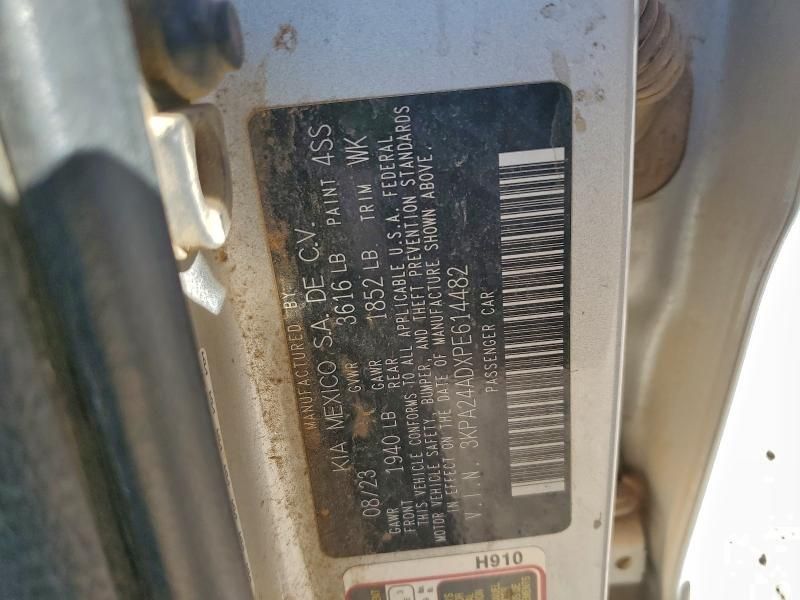 MANUFACTURED BY
KIA MEXICO S.A. DE C.V.
08/23 GVWR 3616 LB PAINT 4SS
GAWR FRONT 1940 LB GAWR REAR 1852 LB TRIM WK
THIS VEHICLE CONFORMS TO ALL APPLICABLE U.S.A. FEDERAL
MOTOR VEHICLE SAFETY, BUMPER, AND THEFT PREVENTION STANDARDS
IN EFFECT ON THE DATE OF MANUFACTURE SHOWN ABOVE.
V.I.N. 3KPA24ADXPE614482
PASSENGER CAR
H910